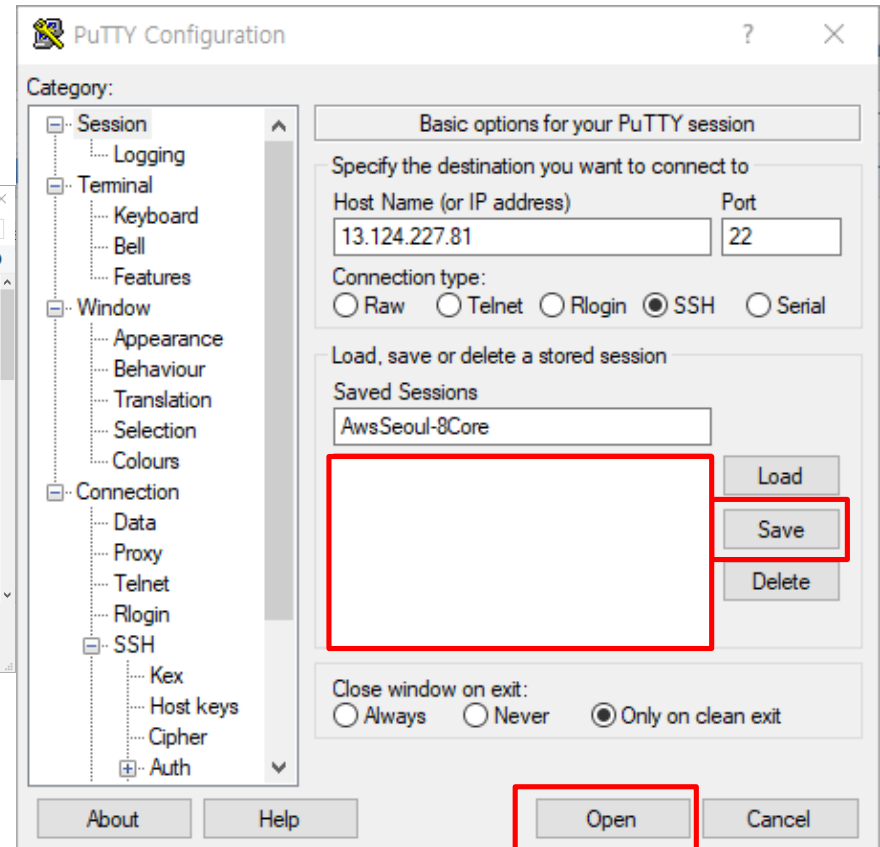 PuTTY Configuration
Category:
Session
Logging
Terminal
Keyboard
Bell
Features
Window
Appearance
Behaviour
Translation
Selection
Colours
Connection
Data
Proxy
Telnet
Rlogin
SSH
Kex
Host keys
Cipher
Auth
Basic options for your PuTTY session
Specify the destination you want to connect to
Host Name (or IP address) Port
13.124.227.81 22
Connection type:
Raw Telnet Rlogin SSH Serial
Load, save or delete a stored session
Saved Sessions
AwsSeoul-8Core
Load
Save
Delete
Close window on exit:
Always Never Only on clean exit
About Help Open Cancel